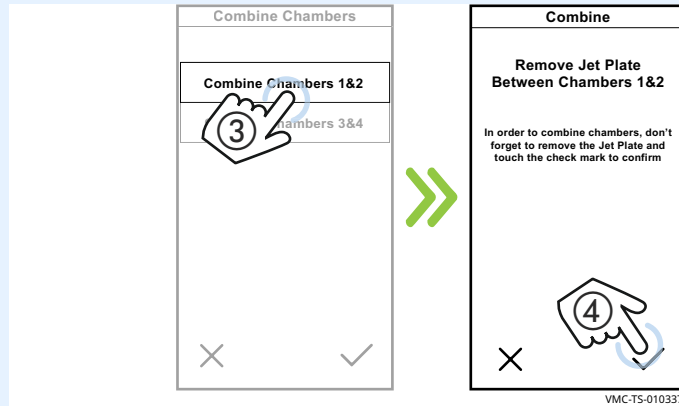 Combine Chambers
Combine Chambers 1&2
hambers 3&4
3
Combine
Remove Jet Plate
Between Chambers 1&2
In order to combine chambers, don't
forget to remove the Jet Plate and
touch the check mark to confirm
4
VMC-TS-010337